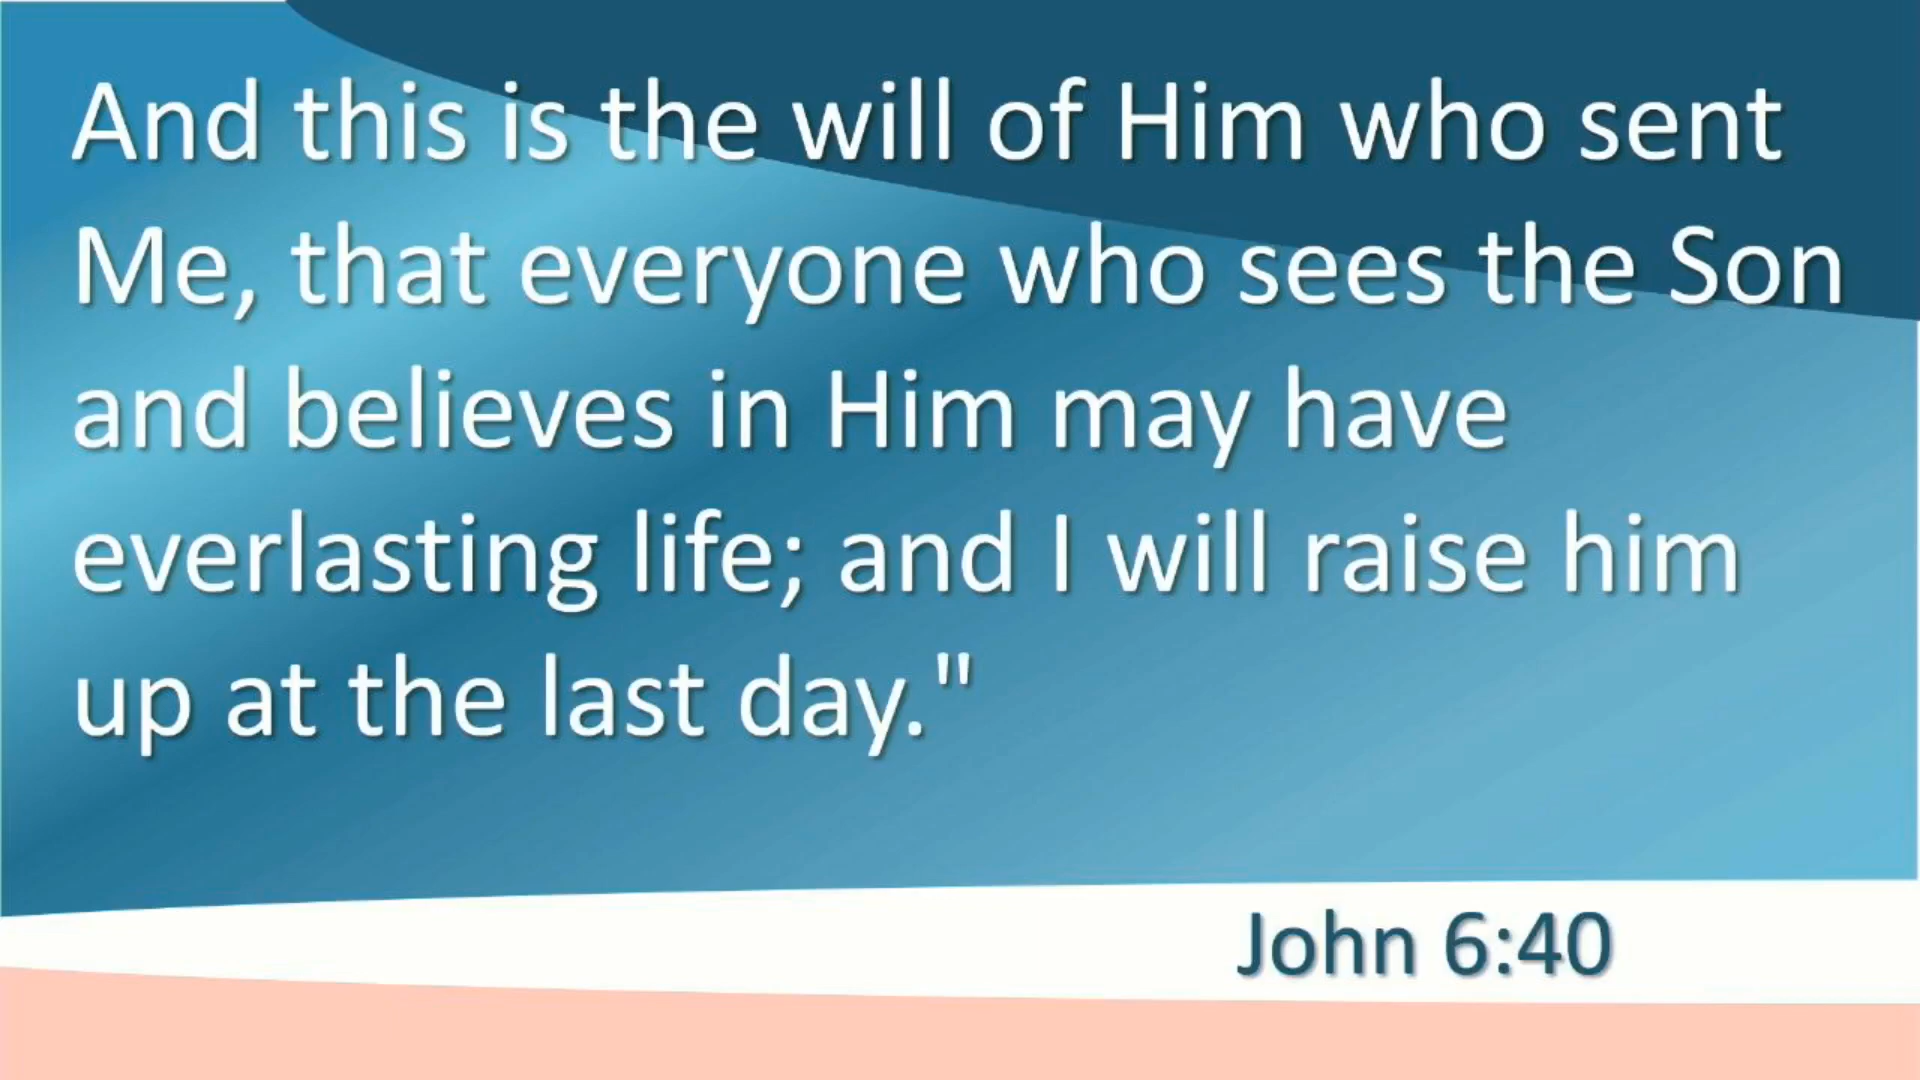 And this is the will of Him who sent
Me, that everyone who sees the Son
and believes in Him may have
everlasting life; and I will raise him
up at the last day."
John 6:40